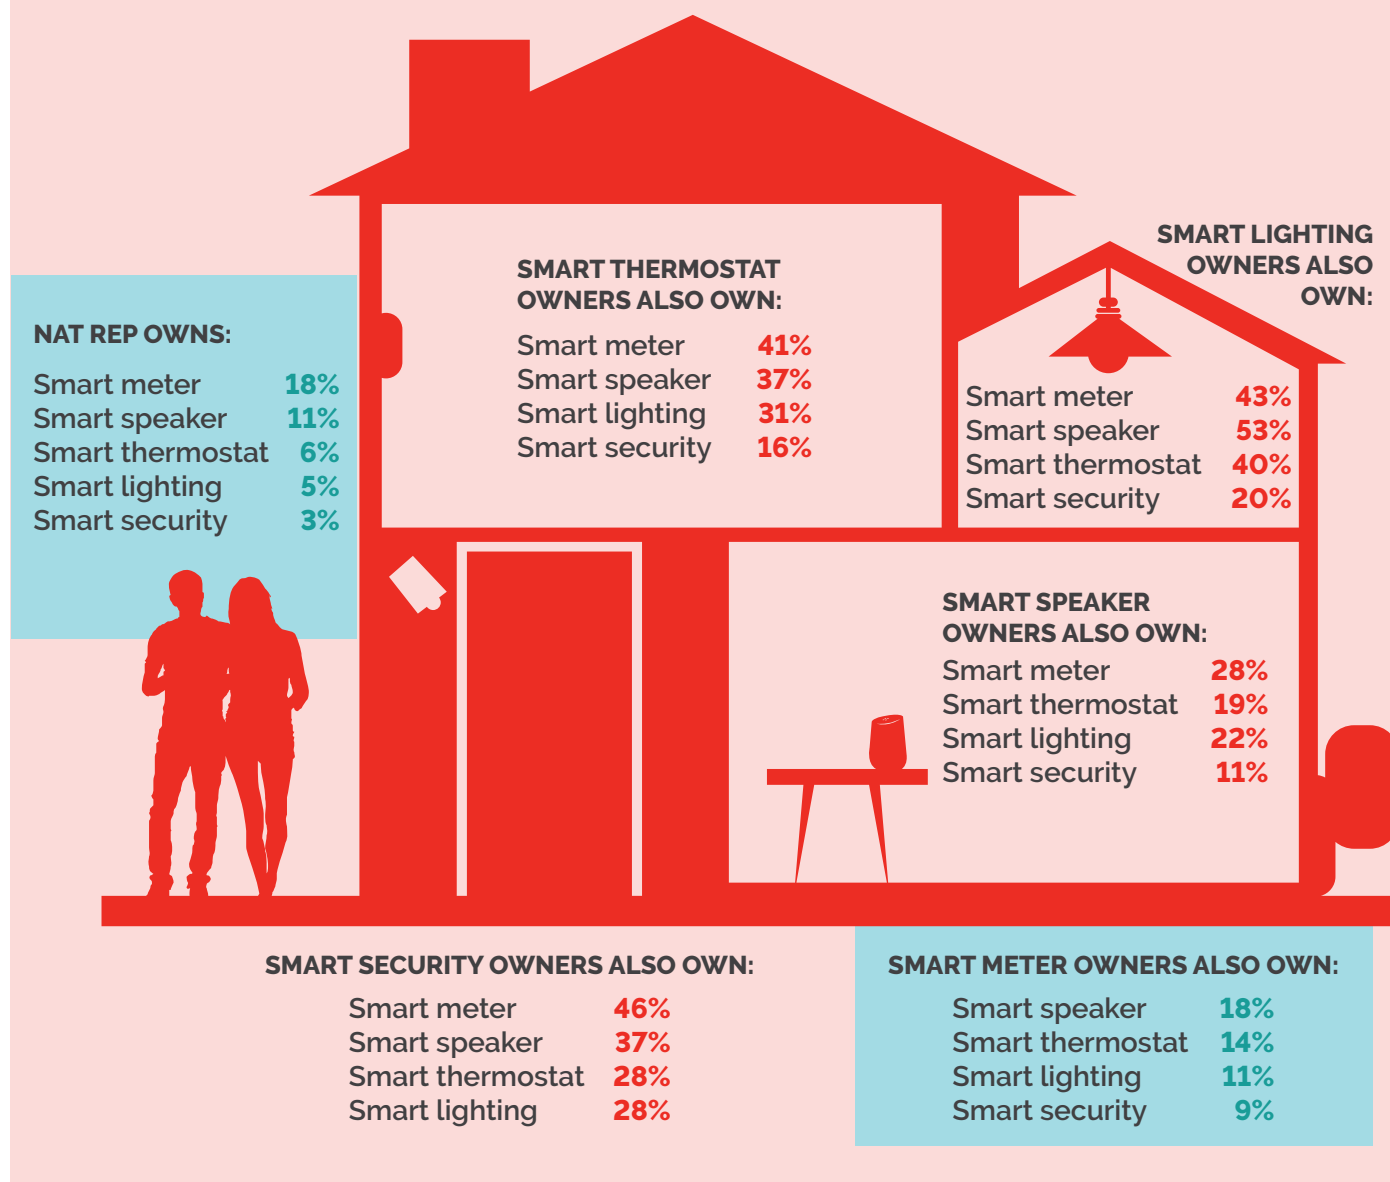 SMART THERMOSTAT
OWNERS ALSO OWN:
Smart meter 41%
Smart speaker 37%
Smart lighting 31%
Smart security 16%
SMART LIGHTING
OWNERS ALSO
OWN:
Smart meter 43%
Smart speaker 53%
Smart thermostat 40%
Smart security 20%
NAT REP OWNS:
Smart meter 18%
Smart speaker 11%
Smart thermostat 6%
Smart lighting 5%
Smart security 3%
SMART SPEAKER
OWNERS ALSO OWN:
Smart meter 28%
Smart thermostat 19%
Smart lighting 22%
Smart security 11%
SMART SECURITY OWNERS ALSO OWN:
Smart meter 46%
Smart speaker 37%
Smart thermostat 28%
Smart lighting 28%
SMART METER OWNERS ALSO OWN:
Smart speaker 18%
Smart thermostat 14%
Smart lighting 11%
Smart security 9%